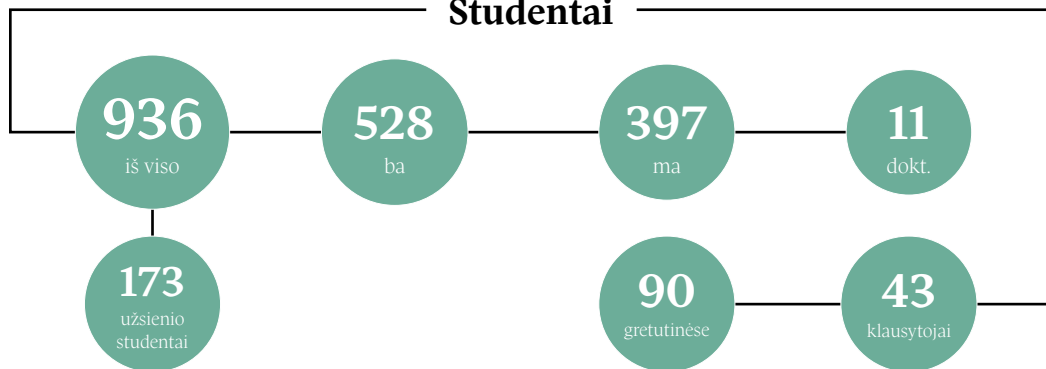 Studentai
936
iš viso
528
ba
397
ma
11
dokt.
173
užsienio
studentai
90
gretutinėse
43
klausytojai